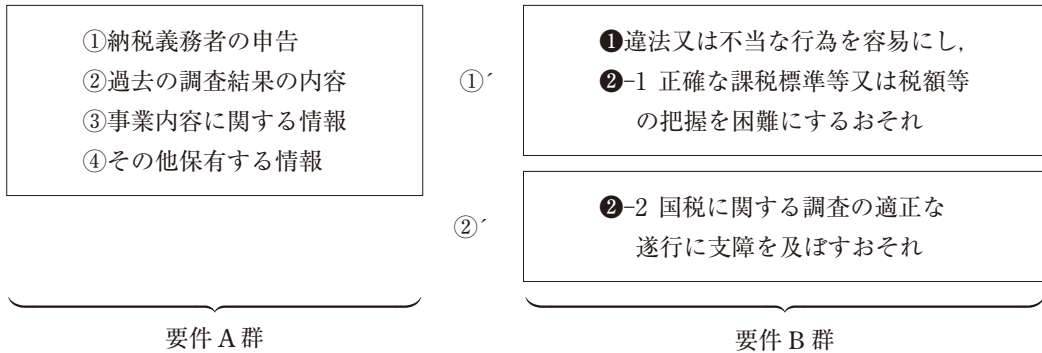 ①納税義務者の申告
②過去の調査結果の内容
③事業内容に関する情報
④その他保有する情報
①´
❶違法又は不当な行為を容易にし,
❷-1 正確な課税標準等又は税額等
の把握を困難にするおそれ
②´
❷-2 国税に関する調査の適正な
遂行に支障を及ぼすおそれ
要件 A 群
要件 B 群